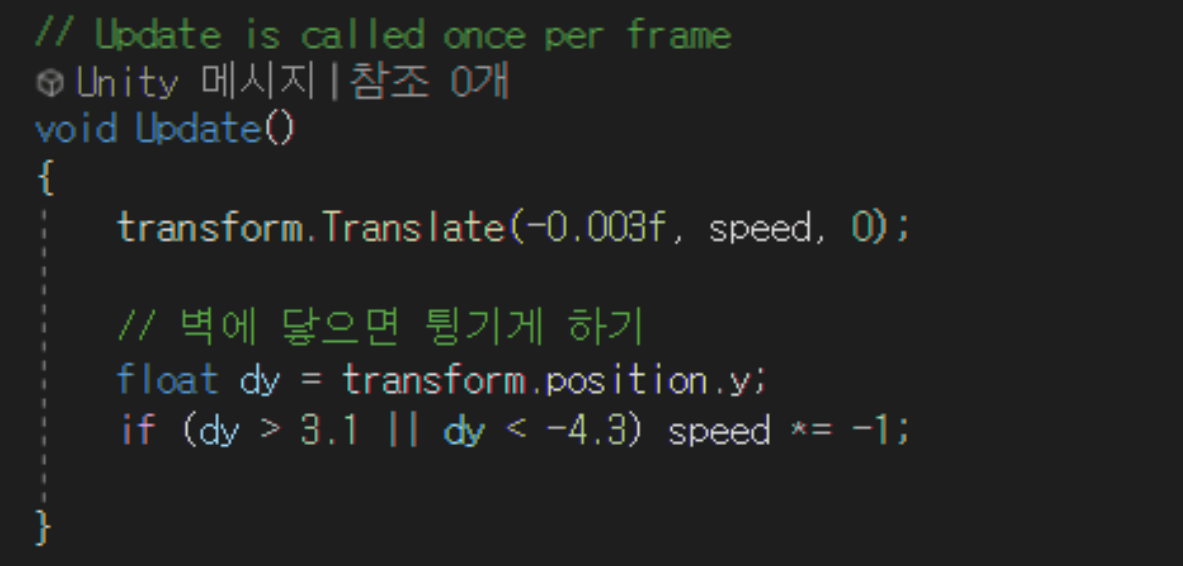 // Update is called once per frame
Unity 메시지 | 참조 0개
void Update()
{
transform.Translate(-0.003f, speed, 0);
// 벽에 닿으면 튕기게 하기
float dy = transform.position.y;
if (dy > 3.1 || dy < -4.3) speed *= -1;
}